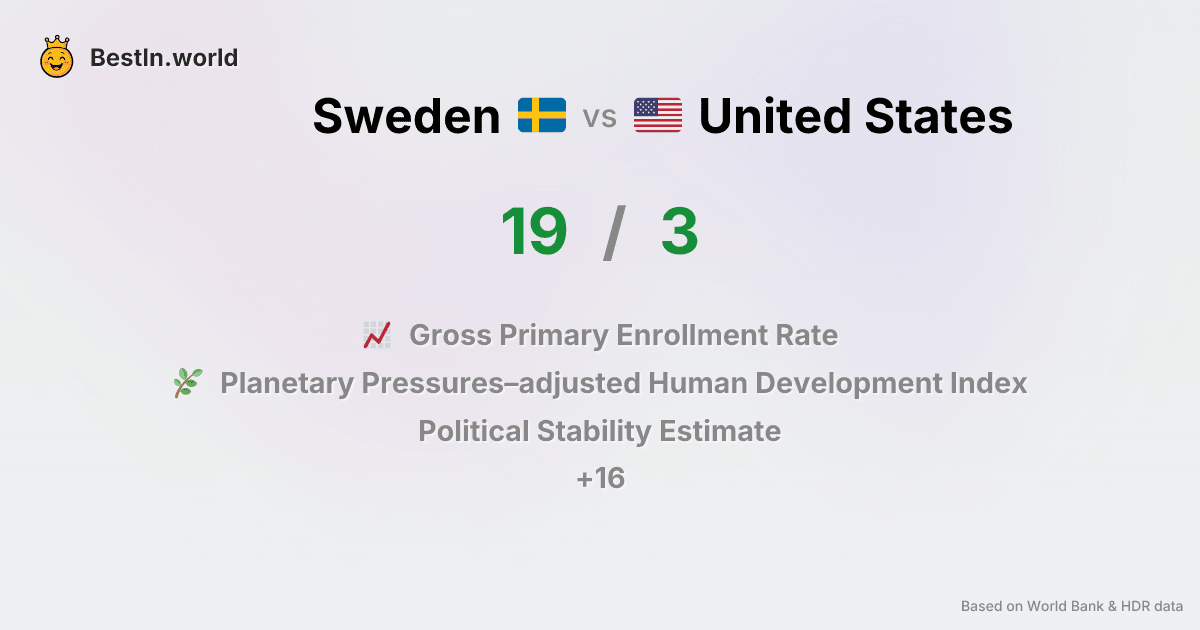 BestIn.world
Sweden vs United States
19 / 3
Gross Primary Enrollment Rate
Planetary Pressures–adjusted Human Development Index
Political Stability Estimate
+16
Based on World Bank & HDR data